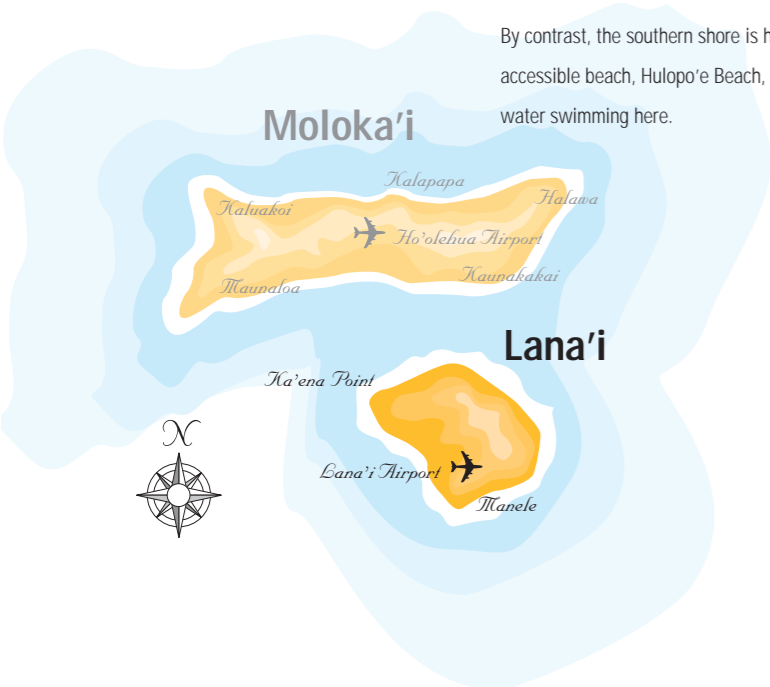 By contrast, the southern shore is h
accessible beach, Hulopo'e Beach,
water swimming here.
Moloka'i
Kalapapa
Kaluakoi
Halawa
Ho'olehua Airport
Kaunakakai
Maunaloa
Lana'i
Ka'ena Point
N
Lana'i Airport
Manele